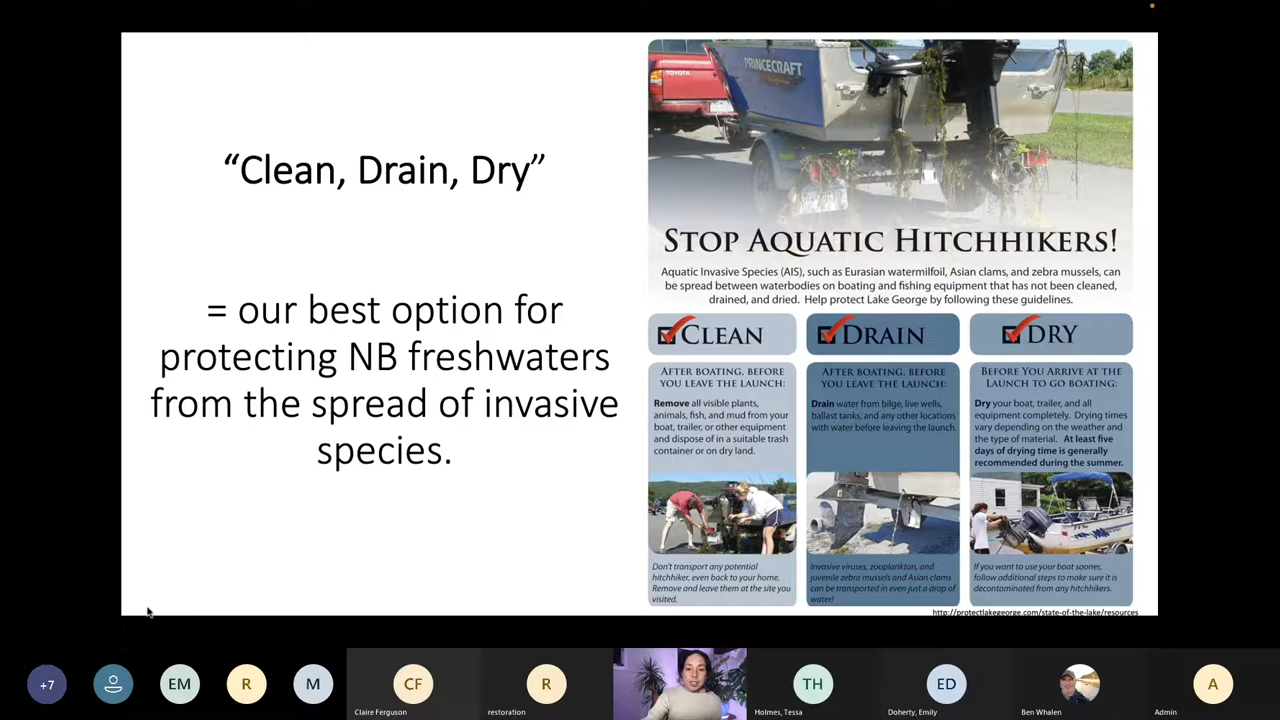 “Clean, Drain, Dry”
= our best option for
protecting NB freshwaters
from the spread of invasive
species.
TOYOTA
PRINCECRAFT
STOP AQUATIC HITCHHIKERS!
Aquatic Invasive Species (AIS), such as Eurasian watermilfoil, Asian clams, and zebra mussels, can
be spread between waterbodies on boating and fishing equipment that has not been cleaned,
drained, and dried. Help protect Lake George by following these guidelines.
CLEAN
AFTER BOATING, BEFORE
YOU LEAVE THE LAUNCH:
Remove all visible plants,
animals, fish, and mud from your
boat, trailer, or other equipment
and dispose of in a suitable trash
container or on dry land.
Don't transport any potential
hitchhiker, even back to your home.
Remove and leave them at the site you
visited.
DRAIN
AFTER BOATING, BEFORE
YOU LEAVE THE LAUNCH:
Drain water from bilge, live wells,
ballast tanks, and any other locations
with water before leaving the launch.
Invasive viruses, zooplankton, and
juvenile zebra mussels and Asian clams
can be transported in even just a drop of
water!
DRY
BEFORE YOU ARRIVE AT THE
LAUNCH TO GO BOATING:
Dry your boat, trailer, and all
equipment completely. Drying times
vary depending on the weather and
the type of material. At least five
days of drying time is generally
recommended during the summer.
If you want to use your boat sooner,
follow additional steps to make sure it is
decontaminated from any hitchhikers.
http://protectlakegeorge.com/state-of-the-lake/resources
+7
EM
R
M
CF
Claire Ferguson
R
restoration
TH
Holmes, Tessa
ED
Doherty, Emily
Ben Whalen
A
Admin